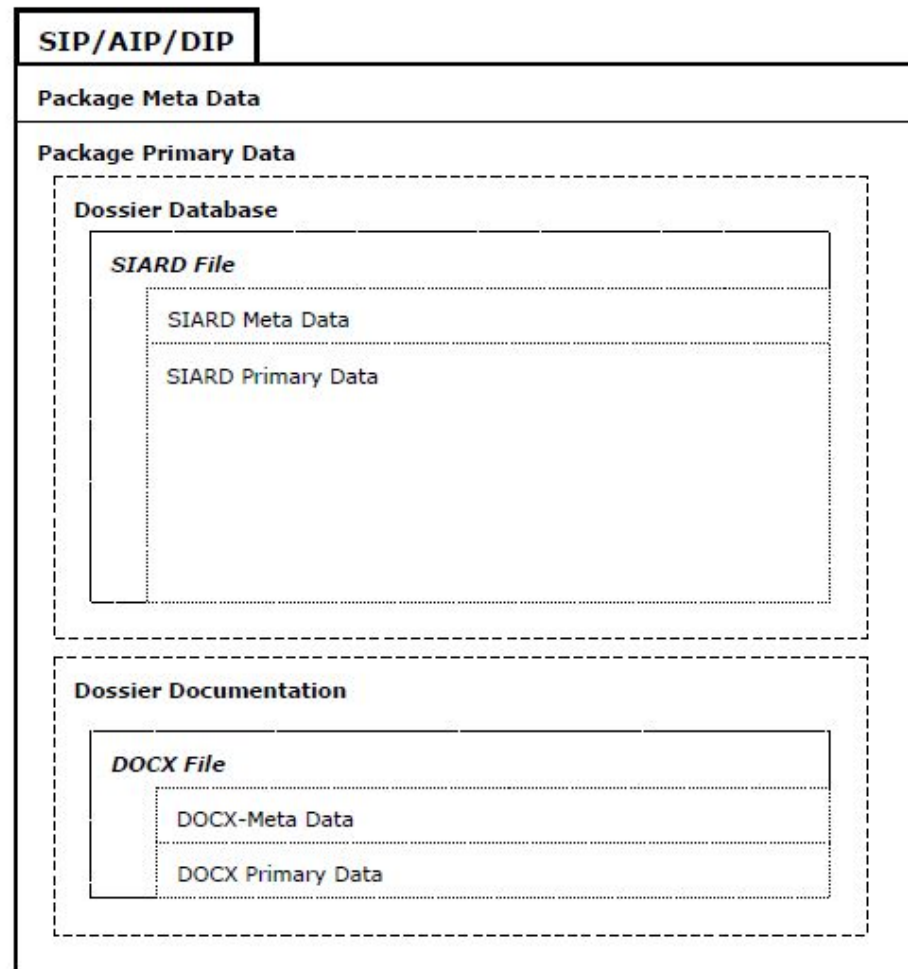 SIP/AIP/DIP
Package Meta Data
Package Primary Data
Dossier Database
SIARD File
SIARD Meta Data
SIARD Primary Data
Dossier Documentation
DOCX File
DOCX-Meta Data
DOCX Primary Data